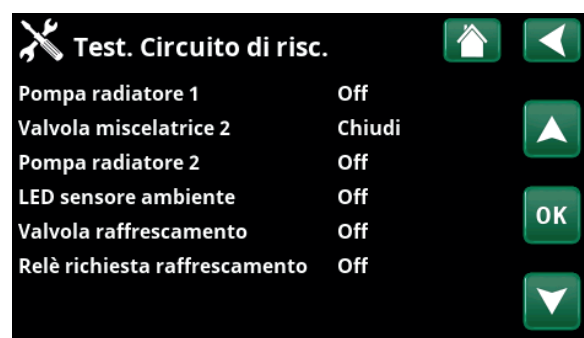 Test. Circuito di risc.
Pompa radiatore 1 Off
Valvola miscelatrice 2 Chiudi
Pompa radiatore 2 Off
LED sensore ambiente Off
OK
Valvola raffrescamento Off
Relè richiesta raffrescamento Off